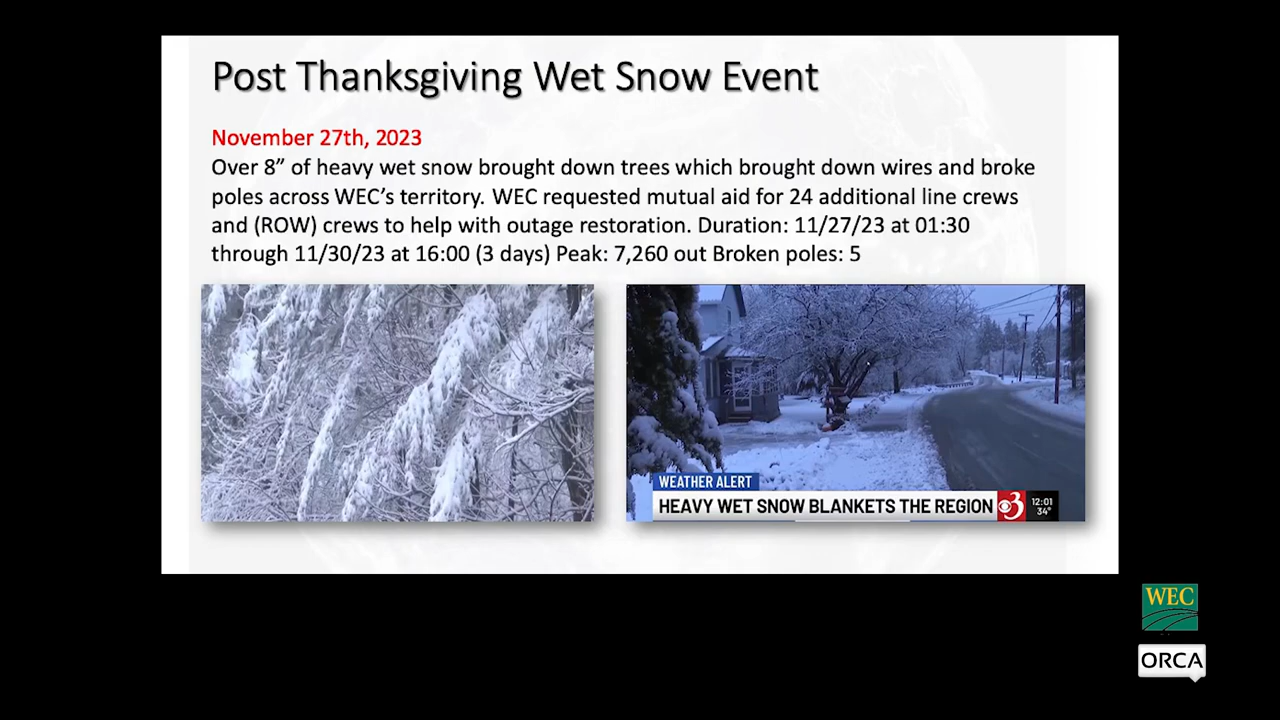 Post Thanksgiving Wet Snow Event
November 27th, 2023
Over 8” of heavy wet snow brought down trees which brought down wires and broke
poles across WEC’s territory. WEC requested mutual aid for 24 additional line crews
and (ROW) crews to help with outage restoration. Duration: 11/27/23 at 01:30
through 11/30/23 at 16:00 (3 days) Peak: 7,260 out Broken poles: 5
WEATHER ALERT
HEAVY WET SNOW BLANKETS THE REGION 3 12:01
34°
WEC
ORCA